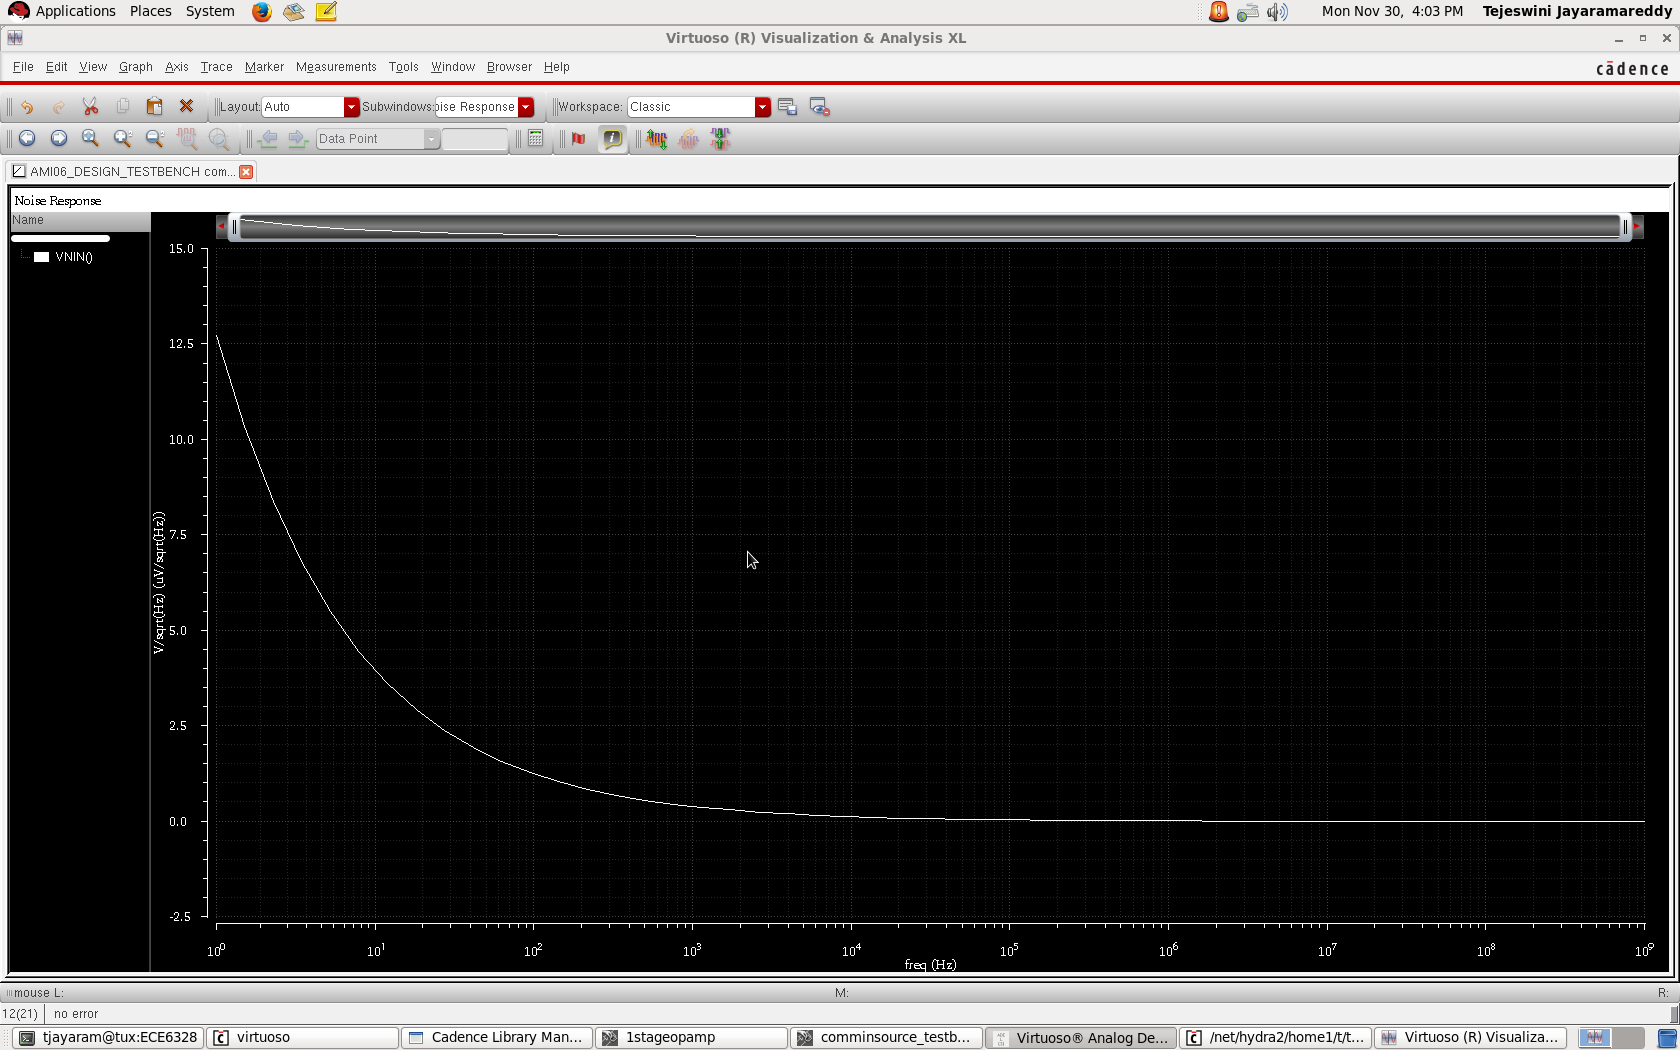 Applications Places System Mon Nov 30, 4:03 PM Tejeswini Jayaramareddy
Virtuoso (R) Visualization & Analysis XL
File Edit View Graph Axis Trace Marker Measurements Tools Window Browser Help
cādence
Layout: Auto Subwindows: oise Response Workspace: Classic
Data Point
AMI06_DESIGN_TESTBENCH com...
Noise Response
Name
VNIN()
15.0
12.5
10.0
7.5
5.0
2.5
0.0
-2.5
V/sqrt(Hz) (uV/sqrt(Hz))
10⁰ 10¹ 10² 10³ 10⁴ 10⁵ 10⁶ 10⁷ 10⁸ 10⁹
freq (Hz)
mouse L: M: R:
12(21) no error
tjayaram@tux:ECE6328 virtuoso Cadence Library Man... 1stageopamp comminsource_testb... Virtuoso® Analog De... /net/hydra2/home1/t/t... Virtuoso (R) Visualiza...